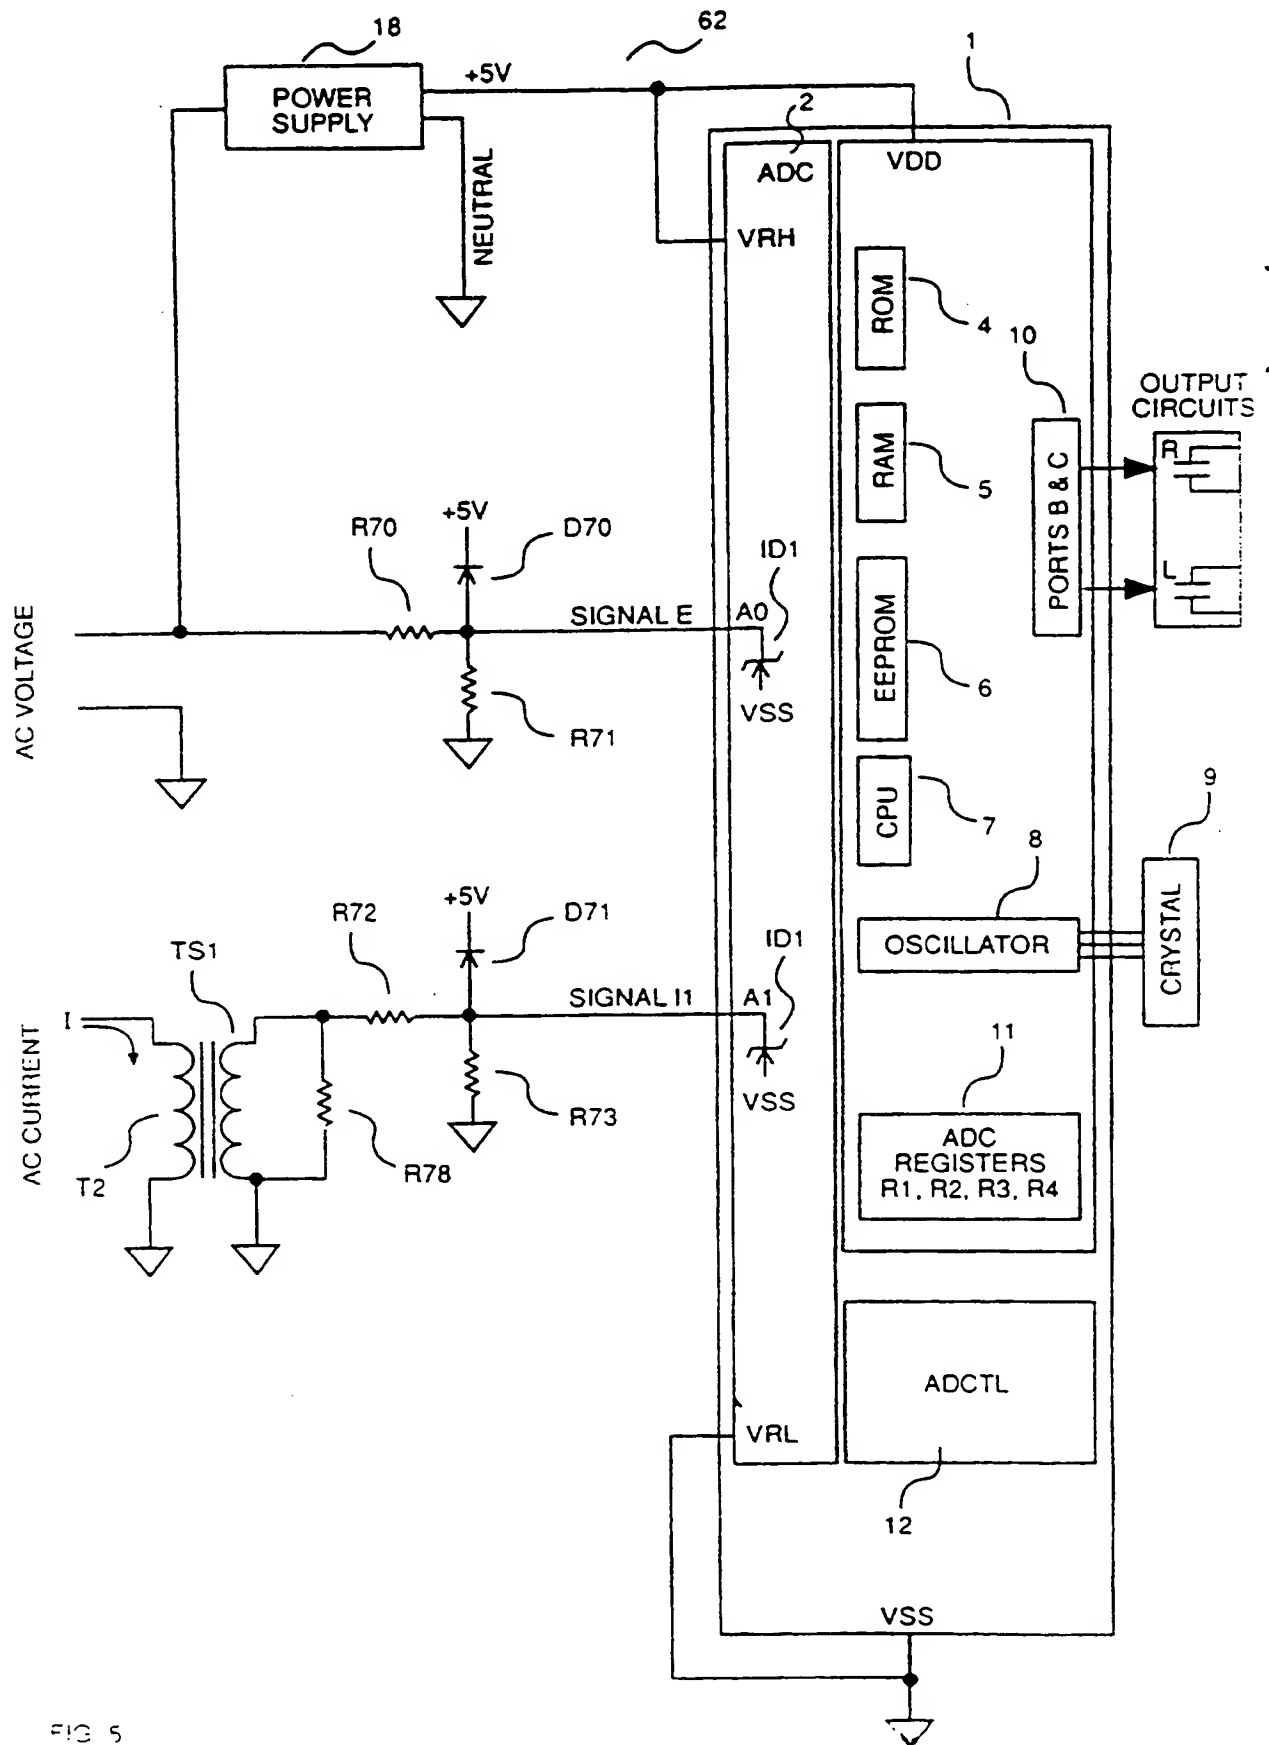 18
62
1
+5V
POWER
SUPPLY
2
ADC
VDD
NEUTRAL
VRH
ROM
4
10
OUTPUT
CIRCUITS
RAM
5
PORTS B & C
R
+5V
R70
D70
ID1
L
AC VOLTAGE
SIGNAL E
A0
EEPROM
6
VSS
R71
CPU
7
9
8
+5V
R72
D71
ID1
OSCILLATOR
CRYSTAL
TS1
SIGNAL I1
A1
I
11
AC CURRENT
VSS
R73
ADC
REGISTERS
R1, R2, R3, R4
T2
R78
ADCTL
VRL
12
VSS
FIG 5